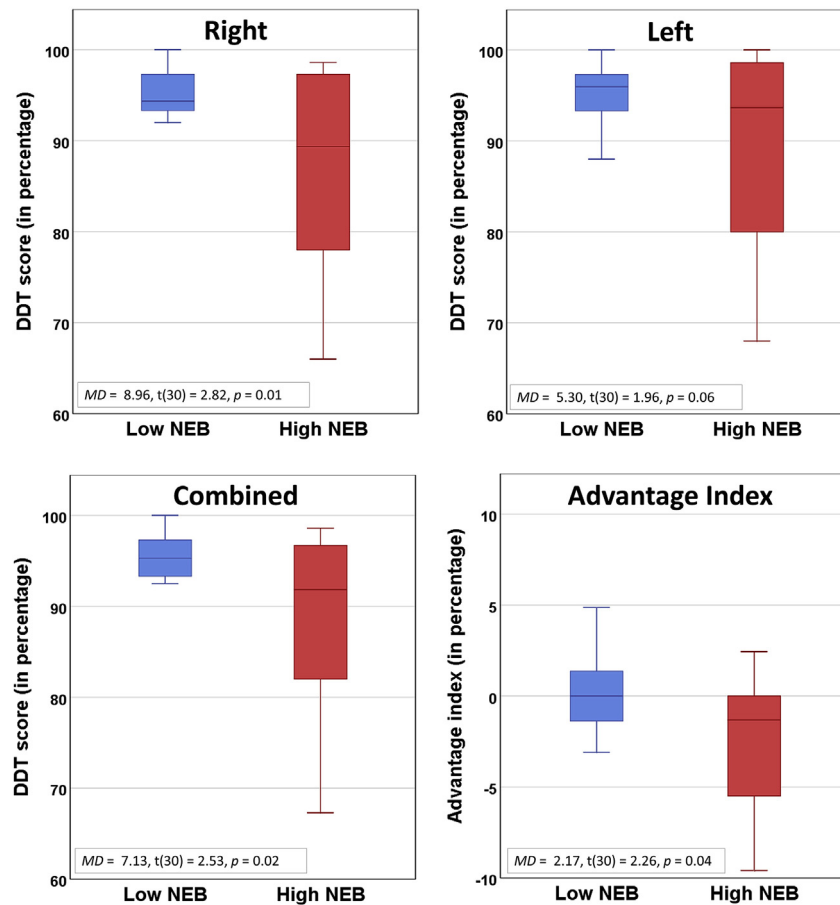 Right
DDT score (in percentage)
100
90
80
70
60
MD = 8.96, t(30) = 2.82, p = 0.01
Low NEB High NEB
Left
DDT score (in percentage)
100
90
80
70
60
MD = 5.30, t(30) = 1.96, p = 0.06
Low NEB High NEB
Combined
DDT score (in percentage)
100
90
80
70
60
MD = 7.13, t(30) = 2.53, p = 0.02
Low NEB High NEB
Advantage Index
Advantage index (in percentage)
10
5
0
-5
-10
MD = 2.17, t(30) = 2.26, p = 0.04
Low NEB High NEB